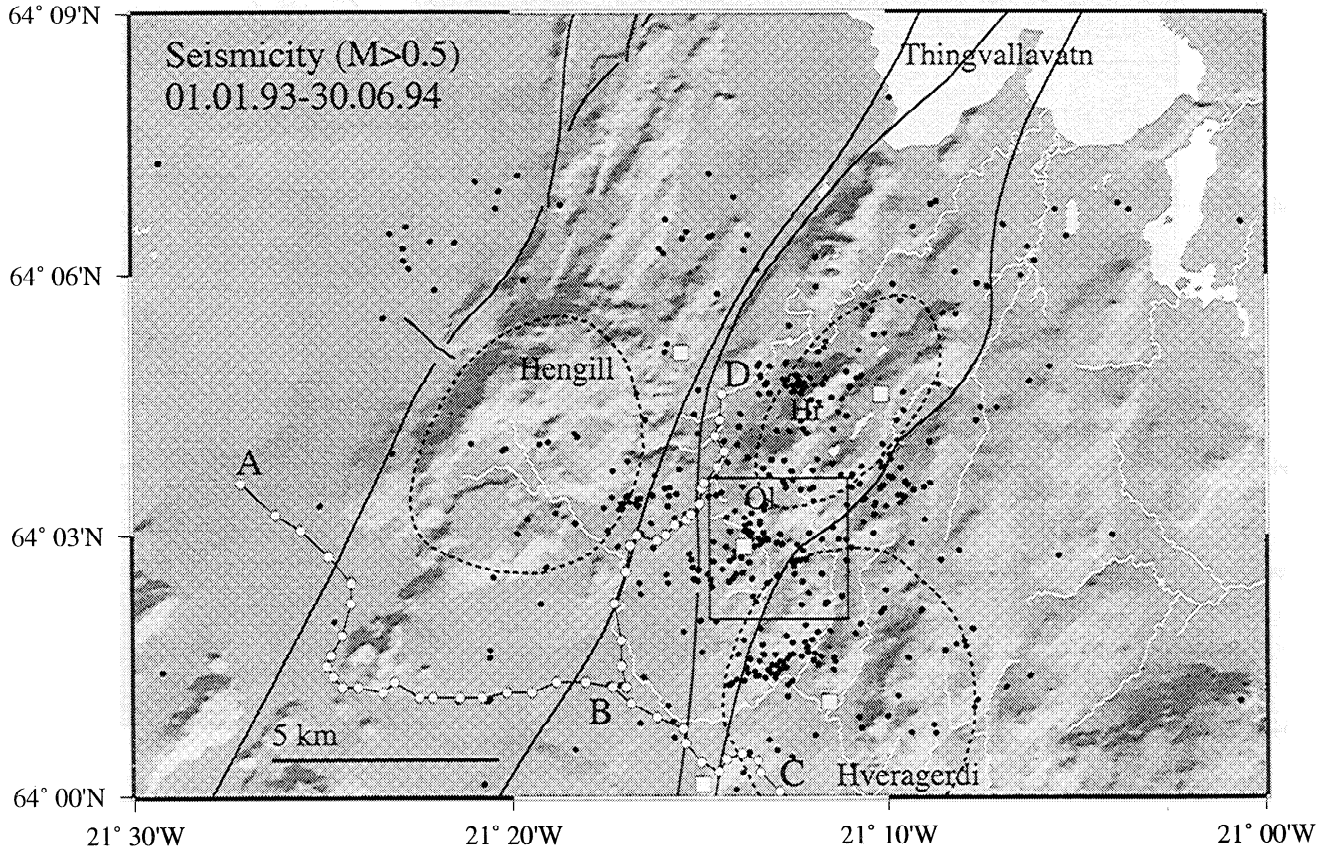 64° 09'N
Seismicity (M>0.5)
01.01.93-30.06.94
Thingvallavatn
64° 06'N
Hengill
D
Hr
A
Ol
64° 03'N
B
5 km
C
Hveragerdi
64° 00'N
21° 30'W
21° 20'W
21° 10'W
21° 00'W